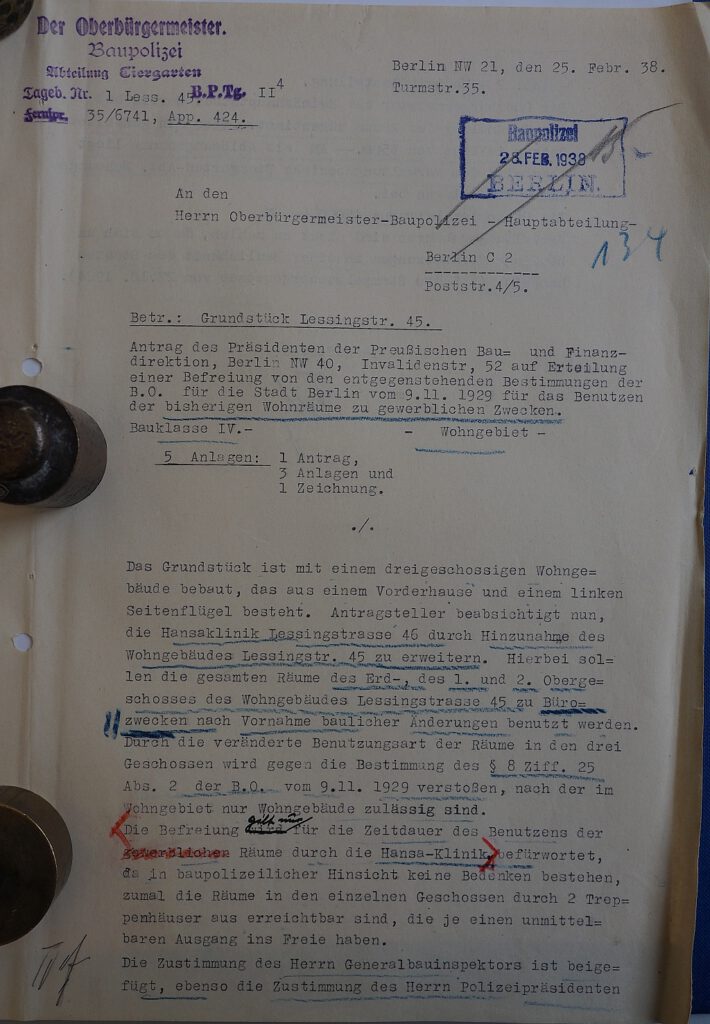 Der Oberbürgermeister.
Baupolizei
Abteilung Tiergarten
Tageb. Nr. 1 Less. 45. B.P.Tg. II4
Fernspr. 35/6741, App. 424.
Berlin NW 21, den 25. Febr. 38.
Turmstr.35.
Baupolizei
26.FEB.1938
BERLIN.
An den
Herrn Oberbürgermeister-Baupolizei - Hauptabteilung-
134
Berlin C 2
Poststr.4/5.
Betr.: Grundstück Lessingstr. 45.
Antrag des Präsidenten der Preußischen Bau= und Finanz-
direktion, Berlin NW 40, Invalidenstr, 52 auf Erteilung
einer Befreiung von den entgegenstehenden Bestimmungen der
B.O. für die Stadt Berlin vom 9.11. 1929 für das Benutzen
der bisherigen Wohnräume zu gewerblichen Zwecken.
Bauklasse IV.- - Wohngebiet -
5 Anlagen: 1 Antrag,
3 Anlagen und
1 Zeichnung.
./.
Das Grundstück ist mit einem dreigeschossigen Wohnge=
bäude bebaut, das aus einem Vorderhause und einem linken
Seitenflügel besteht. Antragsteller beabsichtigt nun,
die Hansaklinik Lessingstrasse 46 durch Hinzunahme des
Wohngebäudes Lessingstr. 45 zu erweitern. Hierbei sol-
len die gesamten Räume des Erd-, des 1. und 2. Oberge=
schosses des Wohngebäudes Lessingstrasse 45 zu Büro=
zwecken nach Vornahme baulicher Änderungen benutzt werden.
Durch die veränderte Benutzungsart der Räume in den drei
Geschossen wird gegen die Bestimmung des § 8 Ziff. 25
Abs. 2 der B.O. vom 9.11. 1929 verstoßen, nach der im
Wohngebiet nur Wohngebäude zulässig sind.
gilt nur
Die Befreiung wird für die Zeitdauer des Benutzens der
gewerblichen Räume durch die Hansa-Klinik befürwortet,
da in baupolizeilicher Hinsicht keine Bedenken bestehen,
zumal die Räume in den einzelnen Geschossen durch 2 Trep=
penhäuser aus erreichtbar sind, die je einen unmittel=
baren Ausgang ins Freie haben.
Die Zustimmung des Herrn Generalbauinspektors ist beige=
fügt, ebenso die Zustimmung des Herrn Polizeipräsidenten